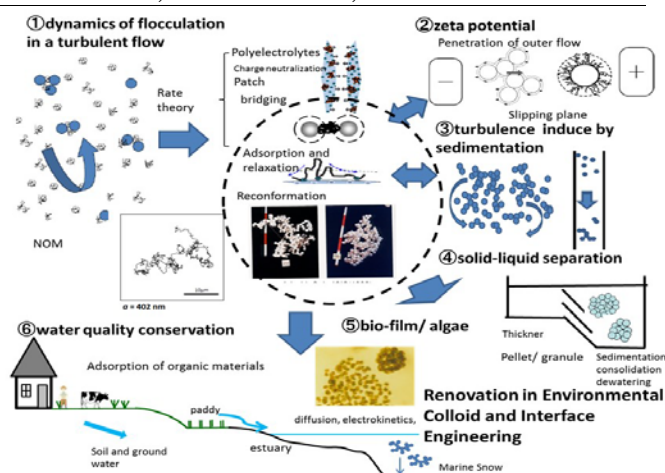 ①dynamics of flocculation
in a turbulent flow
Rate
theory
NOM
a = 402 nm
10μm
Polyelectrolytes
Charge neutralization
Patch
bridging
Adsorption and
relaxation
Reconformation
②zeta potential
Penetration of outer flow
Slipping plane
③turbulence induce by
sedimentation
④solid-liquid separation
Thickner
Pellet/ granule
Sedimentation
consolidation
dewatering
⑤bio-film/ algae
diffusion, electrokinetics,
⑥water quality conservation
Adsorption of organic materials
paddy
Soil and ground
water
estuary
Marine Snow
Renovation in Environmental
Colloid and Interface
Engineering